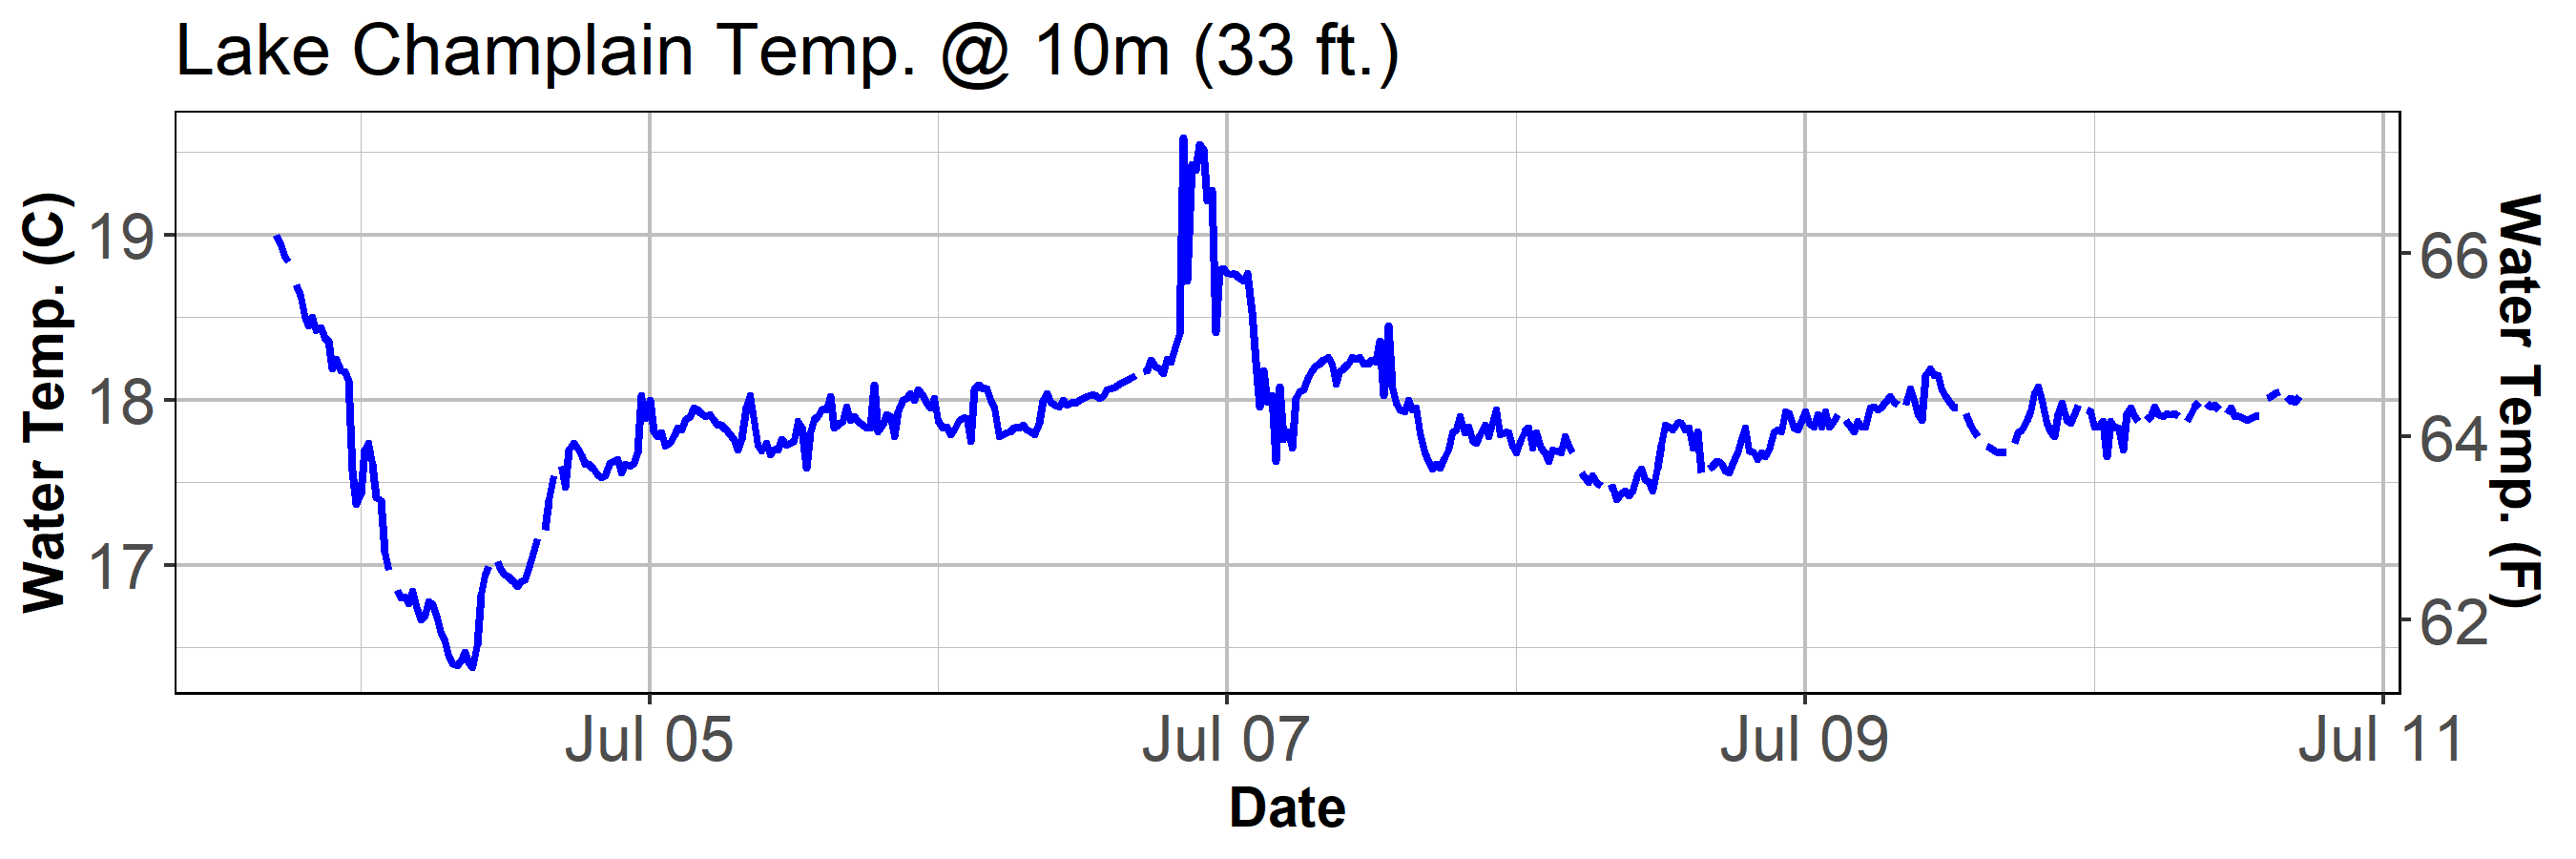 Lake Champlain Temp. @ 10m (33 ft.)
Water Temp. (C)
19
18
17
66
64
62
Water Temp. (F)
Jul 05
Jul 07
Jul 09
Jul 11
Date